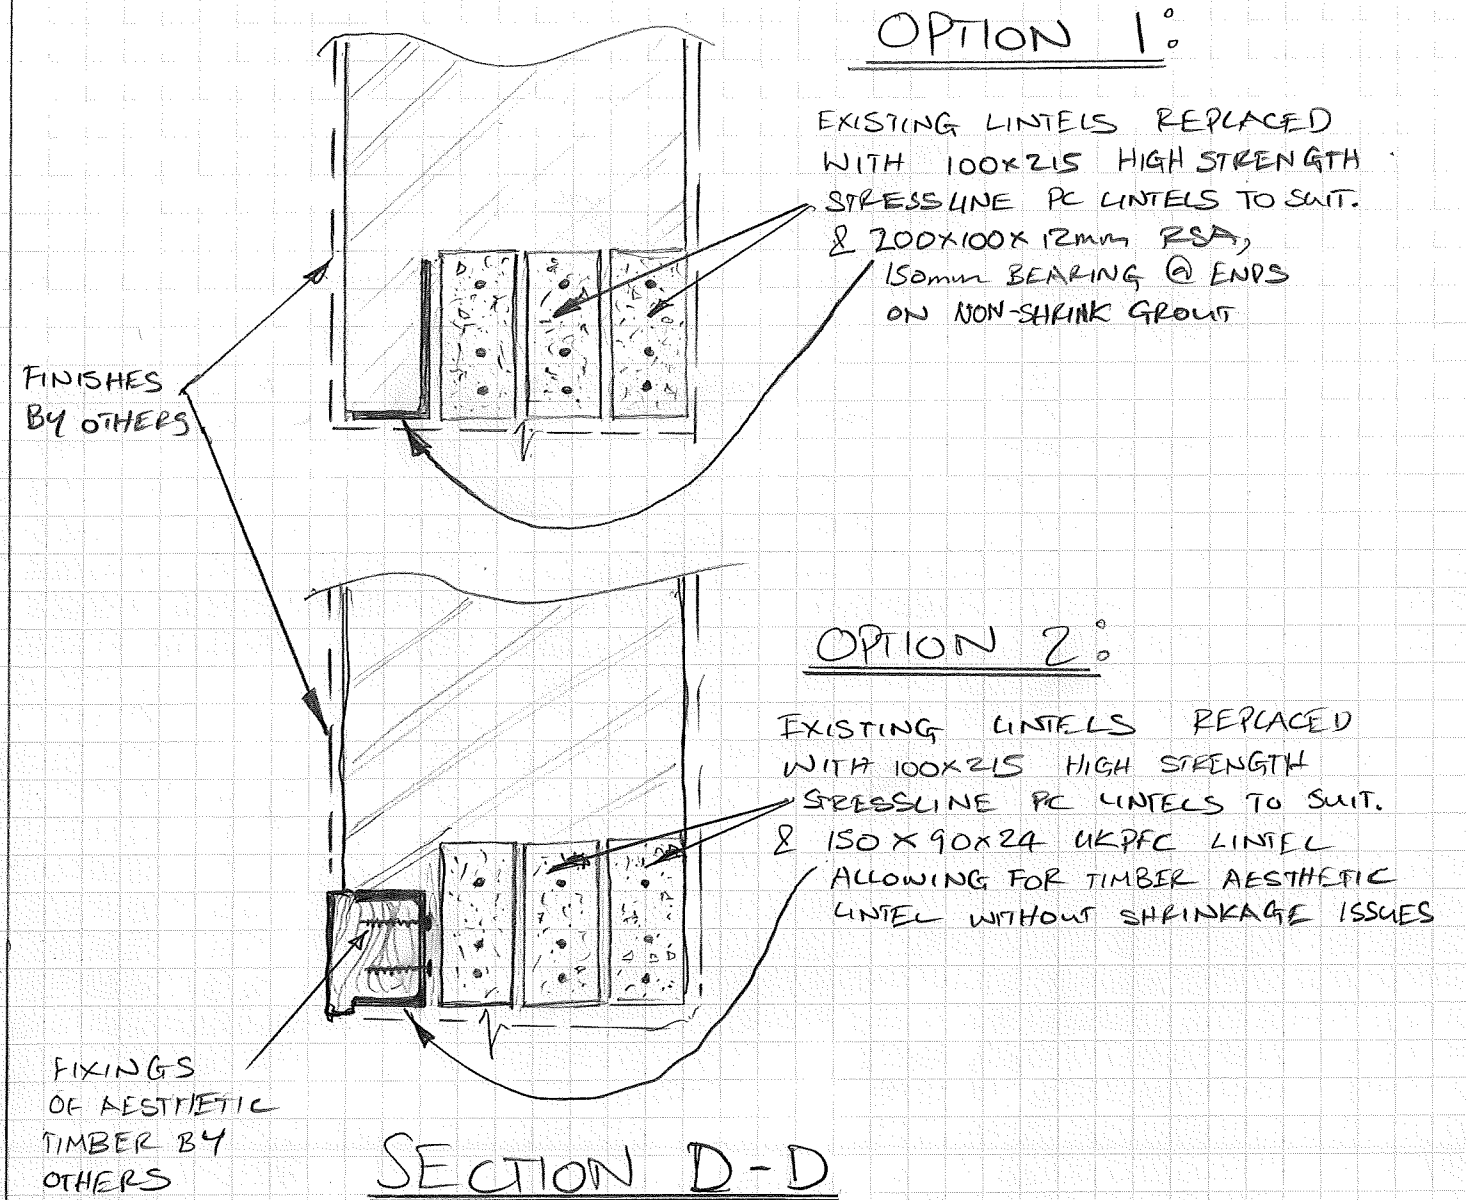 OPTION 1:
EXISTING LINTELS REPLACED
WITH 100x215 HIGH STRENGTH
STRESSLINE PC LINTELS TO SUIT.
& 200x100x12mm RSA,
150mm BEARING @ ENDS
ON NON-SHRINK GROUT
FINISHES
BY OTHERS
OPTION 2:
EXISTING LINTELS REPLACED
WITH 100x215 HIGH STRENGTH
STRESSLINE PC LINTELS TO SUIT.
& 150x90x24 UKPFC LINTEL
ALLOWING FOR TIMBER AESTHETIC
LINTEL WITHOUT SHRINKAGE ISSUES
FIXINGS
OF AESTHETIC
TIMBER BY
OTHERS
SECTION D-D